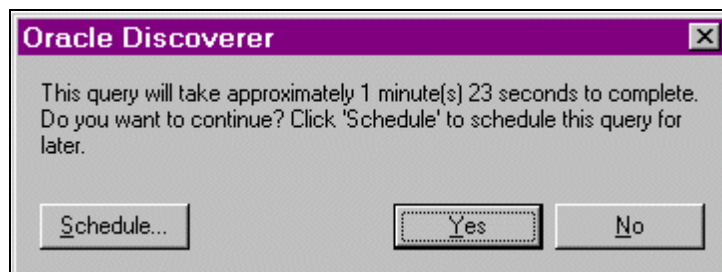 Oracle Discoverer
This query will take approximately 1 minute(s) 23 seconds to complete.
Do you want to continue? Click 'Schedule' to schedule this query for
later.
Schedule... Yes No